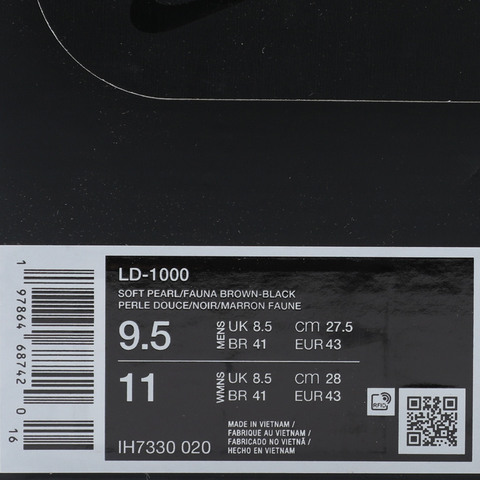 LD-1000
SOFT PEARL/FAUNA BROWN-BLACK
PERLE DOUCE/NOIR/MARRON FAUNE
9.5 MENS UK 8.5 CM 27.5
BR 41 EUR 43
11 WMNS UK 8.5 CM 28
BR 41 EUR 43
IH7330 020
MADE IN VIETNAM /
FABRIQUE AU VIETNAM /
FABRICADO NO VIETNÃ /
HECHO EN VIETNAM
RFID
1 97864 68742 0 16